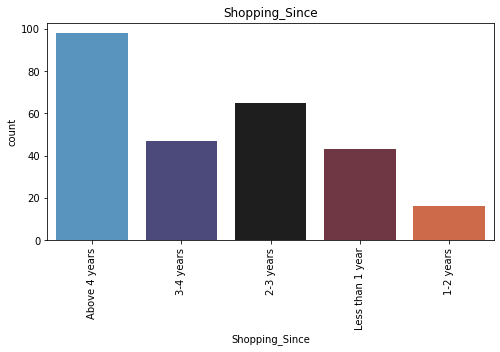 Shopping_Since
count
100
80
60
40
20
0
Above 4 years
3-4 years
2-3 years
Less than 1 year
1-2 years
Shopping_Since